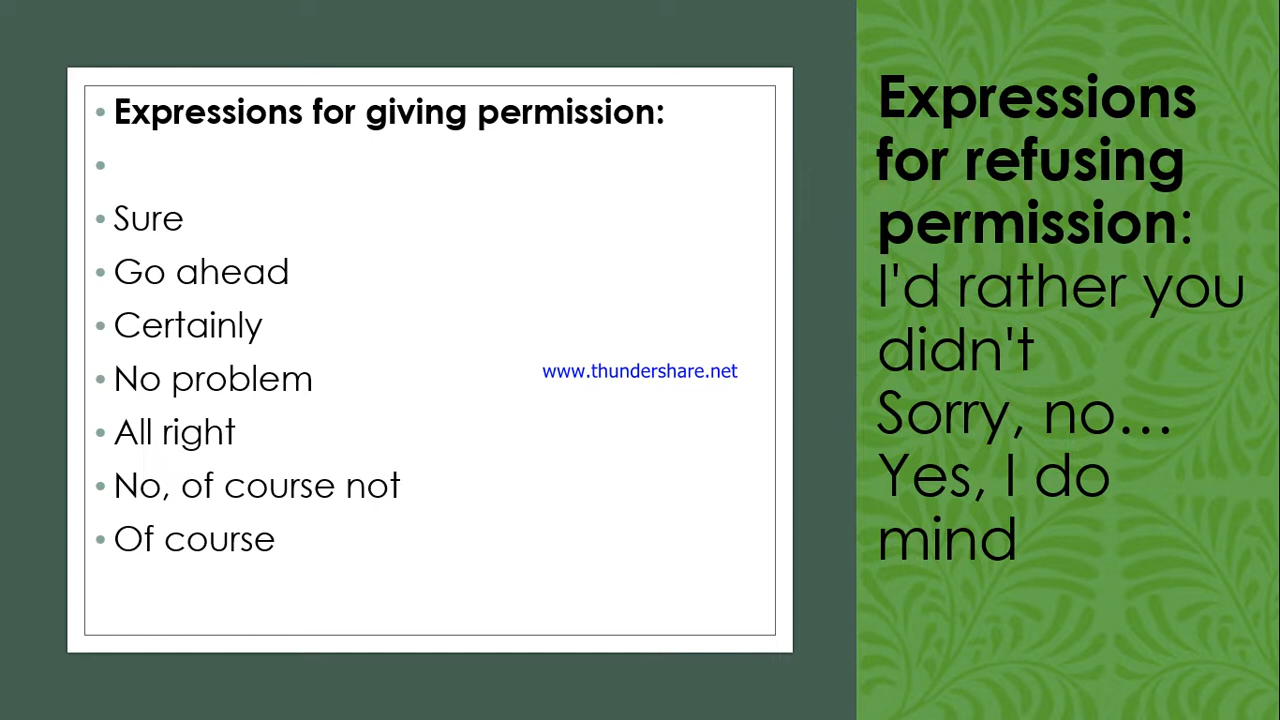 Expressions for giving permission:
Sure
Go ahead
Certainly
No problem
All right
No, of course not
Of course
www.thundershare.net
Expressions
for refusing
permission:
I'd rather you
didn't
Sorry, no...
Yes, I do
mind